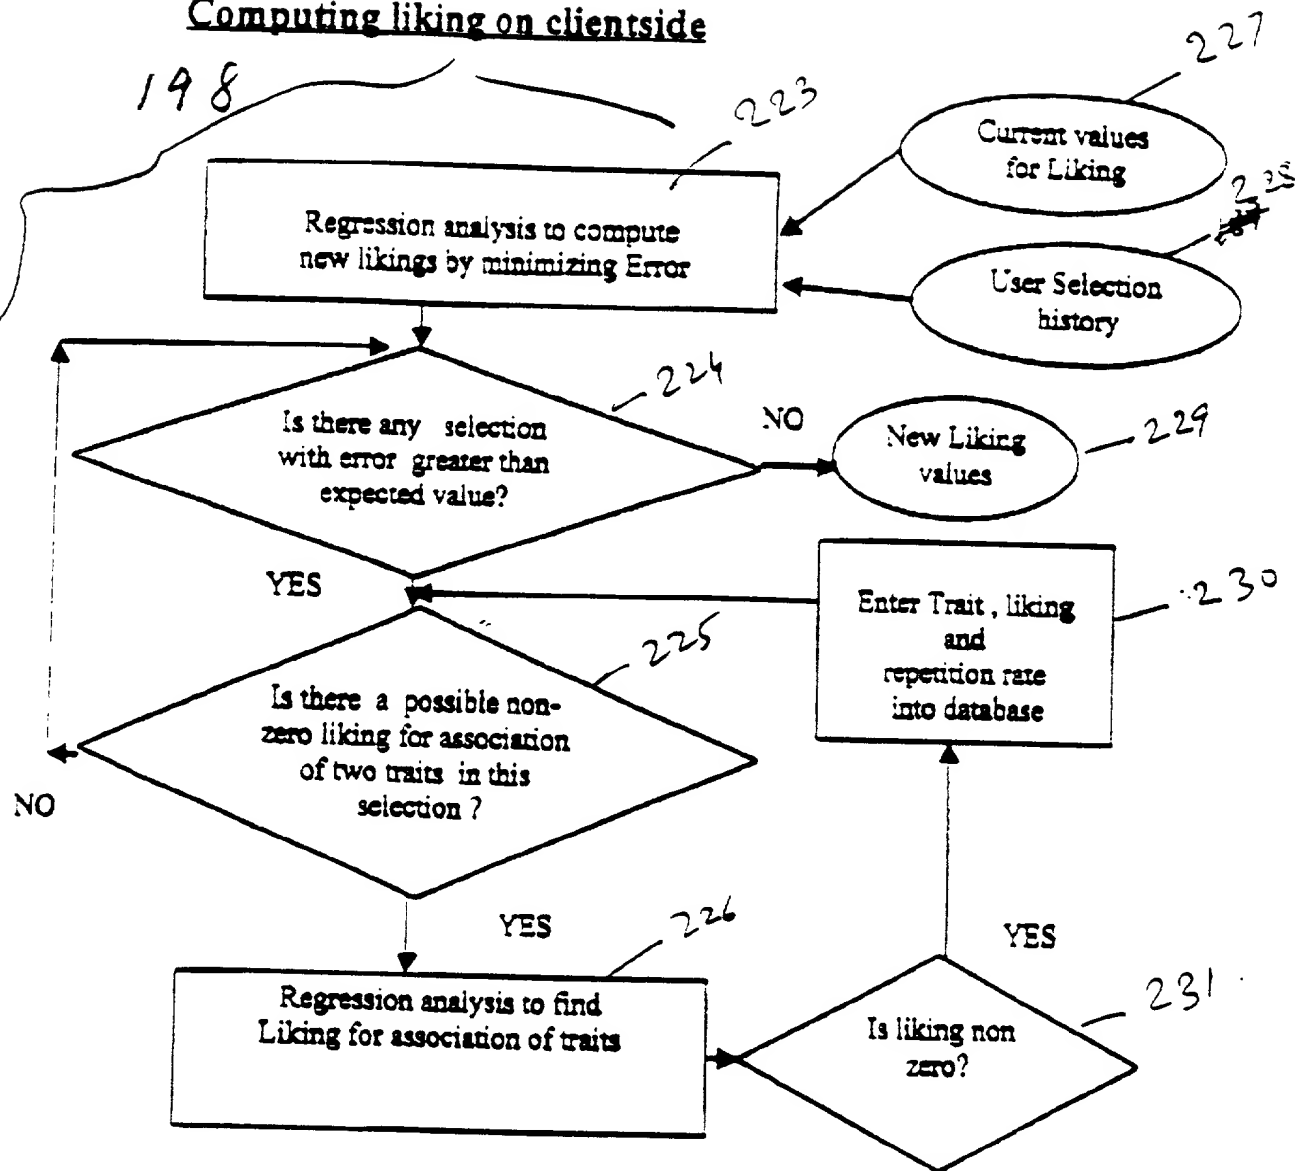 Computing liking on clientside
198
223
227
Current values
for Liking
228
Regression analysis to compute
new likings by minimizing Error
User Selection
history
224
Is there any selection
with error greater than
expected value?
NO
New Liking
values
229
YES
Enter Trait , liking
and
repetition rate
into database
230
225
Is there a possible non-
zero liking for association
of two traits in this
selection ?
NO
YES
226
Regression analysis to find
Liking for association of traits
YES
231
Is liking non
zero?